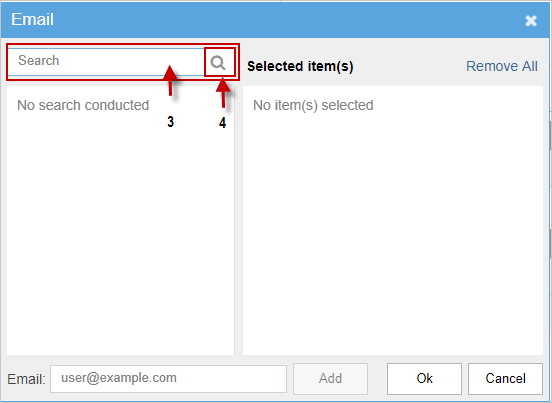 Email
Search
Selected item(s) Remove All
No search conducted
No item(s) selected
3 4
Email: user@example.com Add Ok Cancel